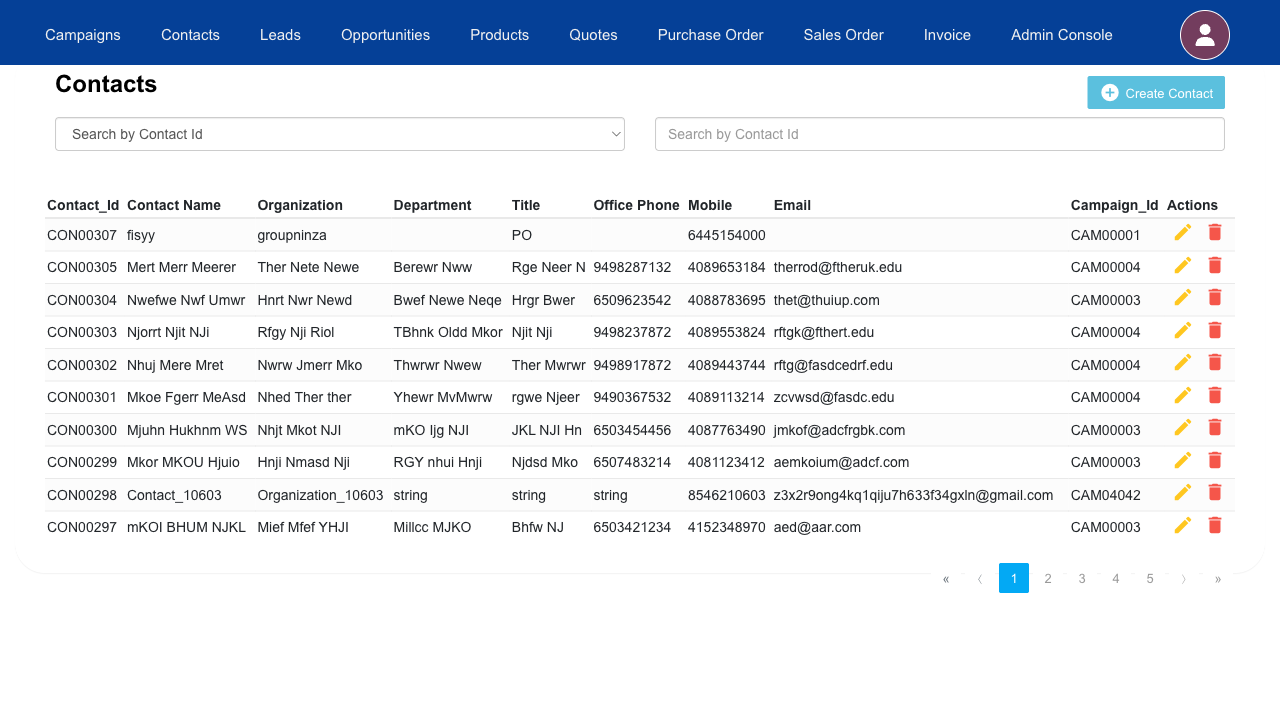 Campaigns Contacts Leads Opportunities Products Quotes Purchase Order Sales Order Invoice Admin Console
Contacts
Create Contact
Search by Contact Id Search by Contact Id
Contact_Id Contact Name Organization Department Title Office Phone Mobile Email Campaign_Id Actions
CON00307 fisyy groupninza PO 6445154000 CAM00001
CON00305 Mert Merr Meerer Ther Nete Newe Berewr Nww Rge Neer N 9498287132 4089653184 therrod@ftheruk.edu CAM00004
CON00304 Nwefwe Nwf Umwr Hnrt Nwr Newd Bwef Newe Neqe Hrgr Bwer 6509623542 4088783695 thet@thuiup.com CAM00003
CON00303 Njorrt Njit NJi Rfgy Nji Riol TBhnk Oldd Mkor Njit Nji 9498237872 4089553824 rftgk@fthert.edu CAM00004
CON00302 Nhuj Mere Mret Nwrw Jmerr Mko Thwrwr Nwew Ther Mwrwr 9498917872 4089443744 rftg@fasdcedrf.edu CAM00004
CON00301 Mkoe Fgerr MeAsd Nhed Ther ther Yhewr MvMwrw rgwe Njeer 9490367532 4089113214 zcvwsd@fasdc.edu CAM00004
CON00300 Mjuhn Hukhnm WS Nhjt Mkot NJI mKO Ijg NJI JKL NJI Hn 6503454456 4087763490 jmkof@adcfrgbk.com CAM00003
CON00299 Mkor MKOU Hjuio Hnji Nmasd Nji RGY nhui Hnji Njdsd Mko 6507483214 4081123412 aemkoium@adcf.com CAM00003
CON00298 Contact_10603 Organization_10603 string string string 8546210603 z3x2r9ong4kq1qiju7h633f34gxln@gmail.com CAM04042
CON00297 mKOI BHUM NJKL Mief Mfef YHJI Millcc MJKO Bhfw NJ 6503421234 4152348970 aed@aar.com CAM00003
« ⟨ 1 2 3 4 5 ⟩ »